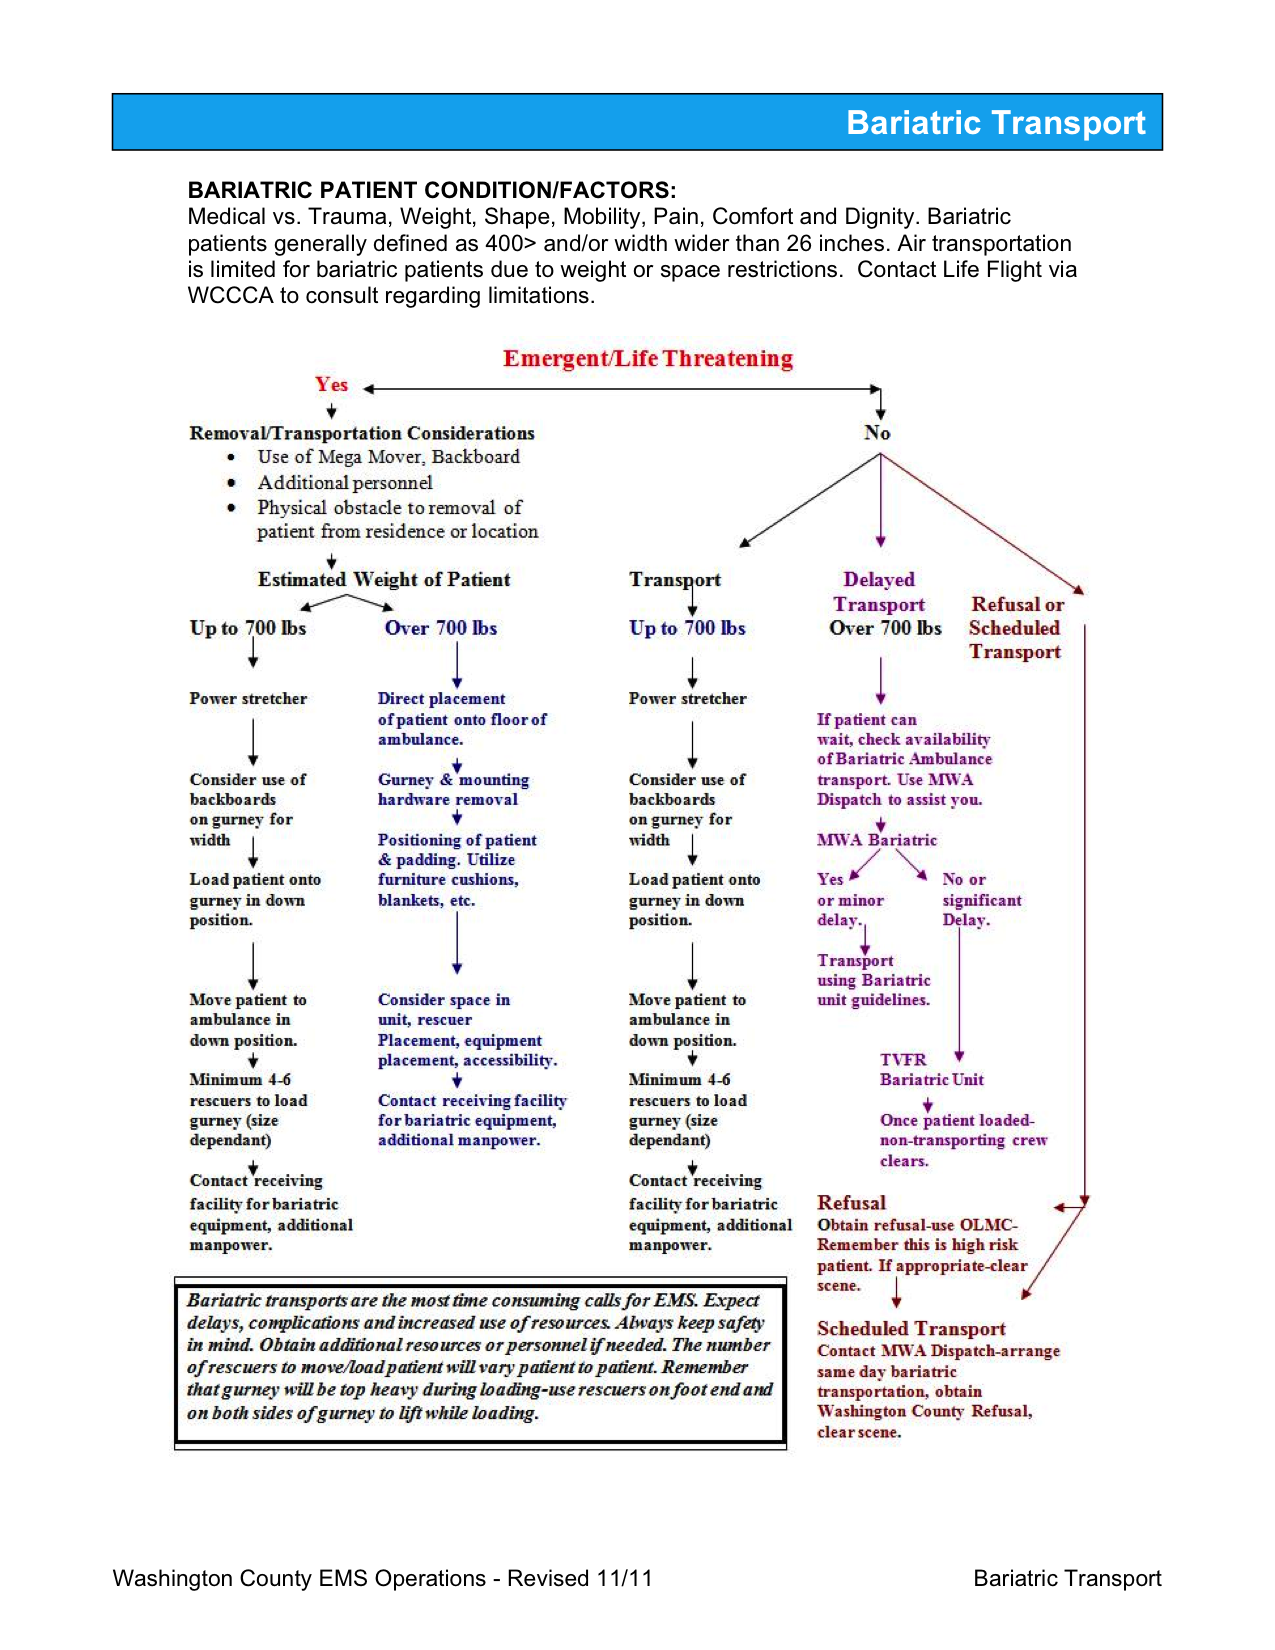 Bariatric Transport
BARIATRIC PATIENT CONDITION/FACTORS:
Medical vs. Trauma, Weight, Shape, Mobility, Pain, Comfort and Dignity. Bariatric
patients generally defined as 400> and/or width wider than 26 inches. Air transportation
is limited for bariatric patients due to weight or space restrictions.  Contact Life Flight via
WCCCA to consult regarding limitations.
Emergent/Life Threatening
Yes
Removal/Transportation Considerations
• Use of Mega Mover, Backboard
• Additional personnel
• Physical obstacle to removal of
patient from residence or location
Estimated Weight of Patient
Up to 700 lbs
Power stretcher
Consider use of
backboards
on gurney for
width
Load patient onto
gurney in down
position.
Move patient to
ambulance in
down position.
Minimum 4-6
rescuers to load
gurney (size
dependant)
Contact receiving
facility for bariatric
equipment, additional
manpower.
Over 700 lbs
Direct placement
of patient onto floor of
ambulance.
Gurney & mounting
hardware removal
Positioning of patient
& padding. Utilize
furniture cushions,
blankets, etc.
Consider space in
unit, rescuer
Placement, equipment
placement, accessibility.
Contact receiving facility
for bariatric equipment,
additional manpower.
No
Transport
Up to 700 lbs
Power stretcher
Consider use of
backboards
on gurney for
width
Load patient onto
gurney in down
position.
Move patient to
ambulance in
down position.
Minimum 4-6
rescuers to load
gurney (size
dependant)
Contact receiving
facility for bariatric
equipment, additional
manpower.
Delayed
Transport
Over 700 lbs
If patient can
wait, check availability
of Bariatric Ambulance
transport. Use MWA
Dispatch to assist you.
MWA Bariatric
Yes
or minor
delay.
Transport
using Bariatric
unit guidelines.
No or
significant
Delay.
TVFR
Bariatric Unit
Once patient loaded-
non-transporting crew
clears.
Refusal or
Scheduled
Transport
Refusal
Obtain refusal-use OLMC-
Remember this is high risk
patient. If appropriate-clear
scene.
Scheduled Transport
Contact MWA Dispatch-arrange
same day bariatric
transportation, obtain
Washington County Refusal,
clear scene.
Bariatric transports are the most time consuming calls for EMS. Expect
delays, complications and increased use of resources. Always keep safety
in mind. Obtain additional resources or personnel if needed. The number
of rescuers to move/load patient will vary patient to patient. Remember
that gurney will be top heavy during loading-use rescuers on foot end and
on both sides of gurney to lift while loading.
Washington County EMS Operations - Revised 11/11
Bariatric Transport